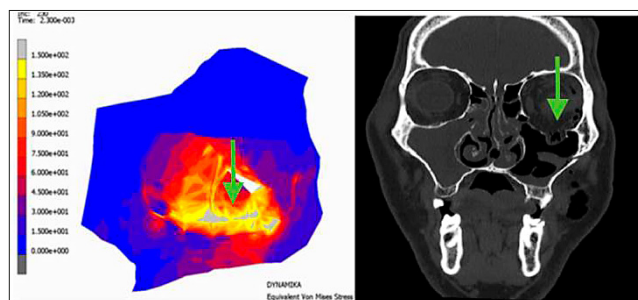 Inc: 230
Time: 2.300e-003
1.500e+002
1.350e+002
1.200e+002
1.050e+002
9.000e+001
7.500e+001
6.000e+001
4.500e+001
3.000e+001
1.500e+001
0.000e+000
DYNAMIKA
Equivalent Von Mises Stress